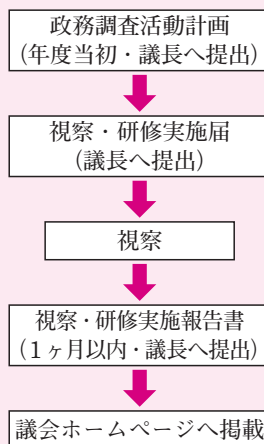 政務調査活動計画
(年度当初・議長へ提出)
視察・研修実施届
(議長へ提出)
視察
視察・研修実施報告書
(1ヶ月以内・議長へ提出)
議会ホームページへ掲載